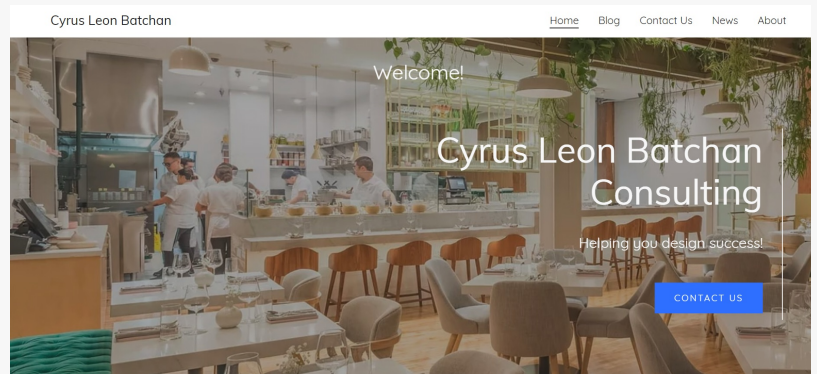 Cyrus Leon Batchan
Home Blog Contact Us News About
Welcome!
Cyrus Leon Batchan
Consulting
Helping you design success!
CONTACT US